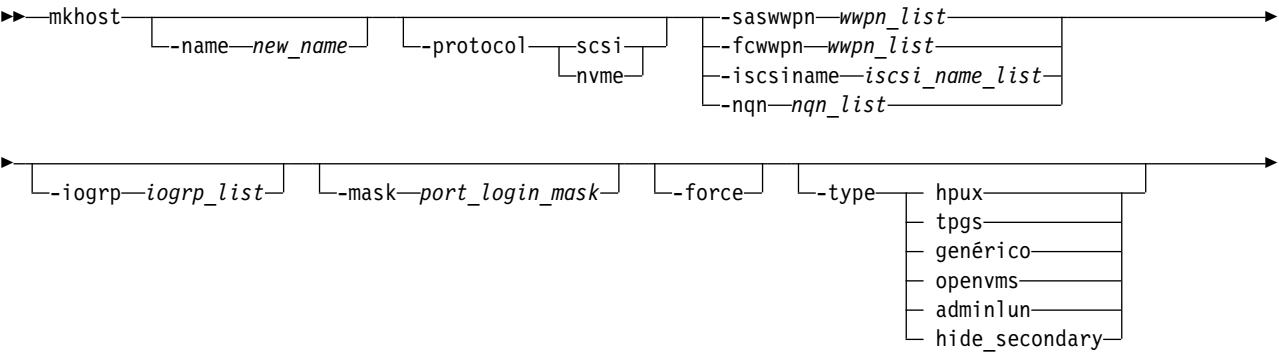 mkhost -name new_name -protocol scsi -saswwpn wwpn_list
nvme -fcwwpn wwpn_list
-iscsiname iscsi_name_list
-nqn nqn_list
-iogrp iogrp_list -mask port_login_mask -force -type hpux
tpgs
genérico
openvms
adminlun
hide_secondary